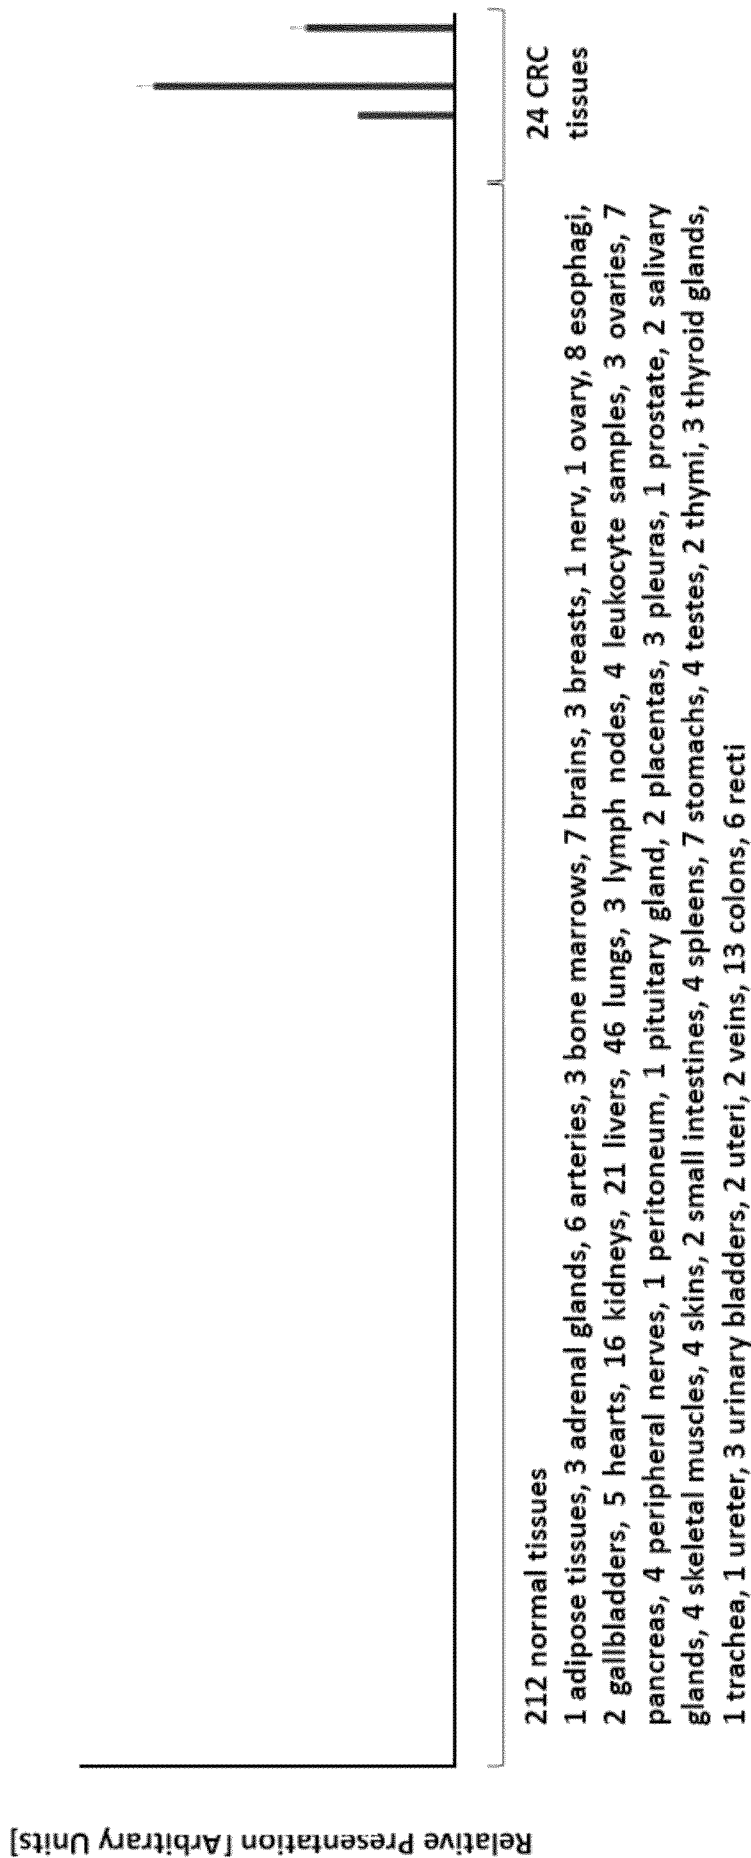 Relative Presentation [Arbitrary Units]
212 normal tissues
1 adipose tissues, 3 adrenal glands, 6 arteries, 3 bone marrows, 7 brains, 3 breasts, 1 nerv, 1 ovary, 8 esophagi,
2 gallbladders, 5 hearts, 16 kidneys, 21 livers, 46 lungs, 3 lymph nodes, 4 leukocyte samples, 3 ovaries, 7
pancreas, 4 peripheral nerves, 1 peritoneum, 1 pituitary gland, 2 placentas, 3 pleuras, 1 prostate, 2 salivary
glands, 4 skeletal muscles, 4 skins, 2 small intestines, 4 spleens, 7 stomachs, 4 testes, 2 thymi, 3 thyroid glands,
1 trachea, 1 ureter, 3 urinary bladders, 2 uteri, 2 veins, 13 colons, 6 recti
24 CRC
tissues